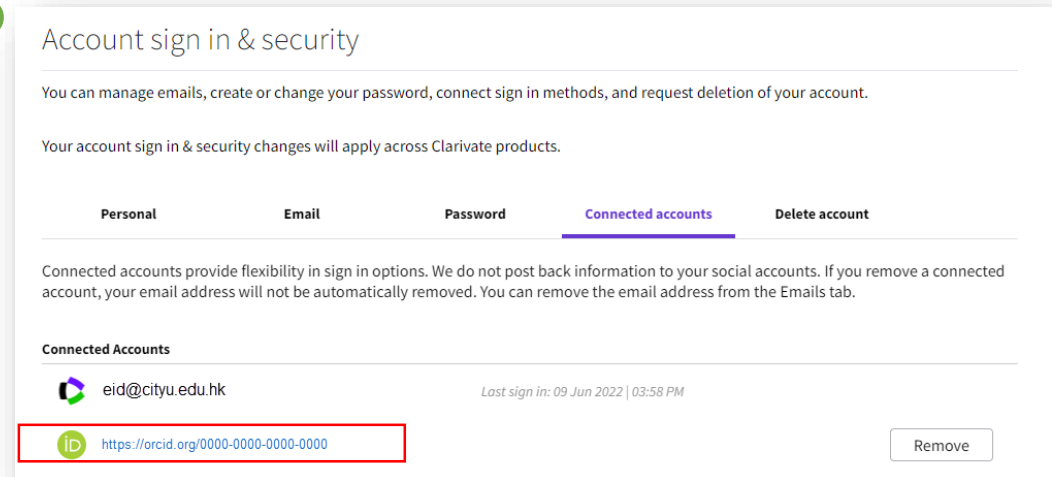 Account sign in & security
You can manage emails, create or change your password, connect sign in methods, and request deletion of your account.
Your account sign in & security changes will apply across Clarivate products.
Personal Email Password Connected accounts Delete account
Connected accounts provide flexibility in sign in options. We do not post back information to your social accounts. If you remove a connected
account, your email address will not be automatically removed. You can remove the email address from the Emails tab.
Connected Accounts
eid@cityu.edu.hk Last sign in: 09 Jun 2022 | 03:58 PM
iD https://orcid.org/0000-0000-0000-0000 Remove